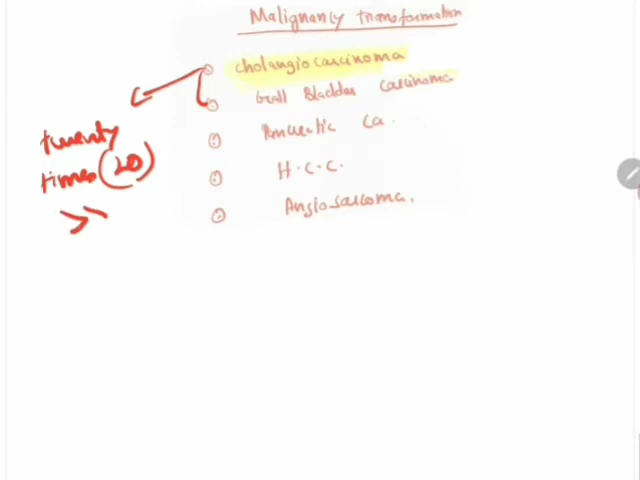 Malignancy transformation
cholangiocarcinoma
Gall Bladder carcinoma
Pancreatic Ca.
H.C.C.
Angiosarcoma.
twenty
times (20)
>>